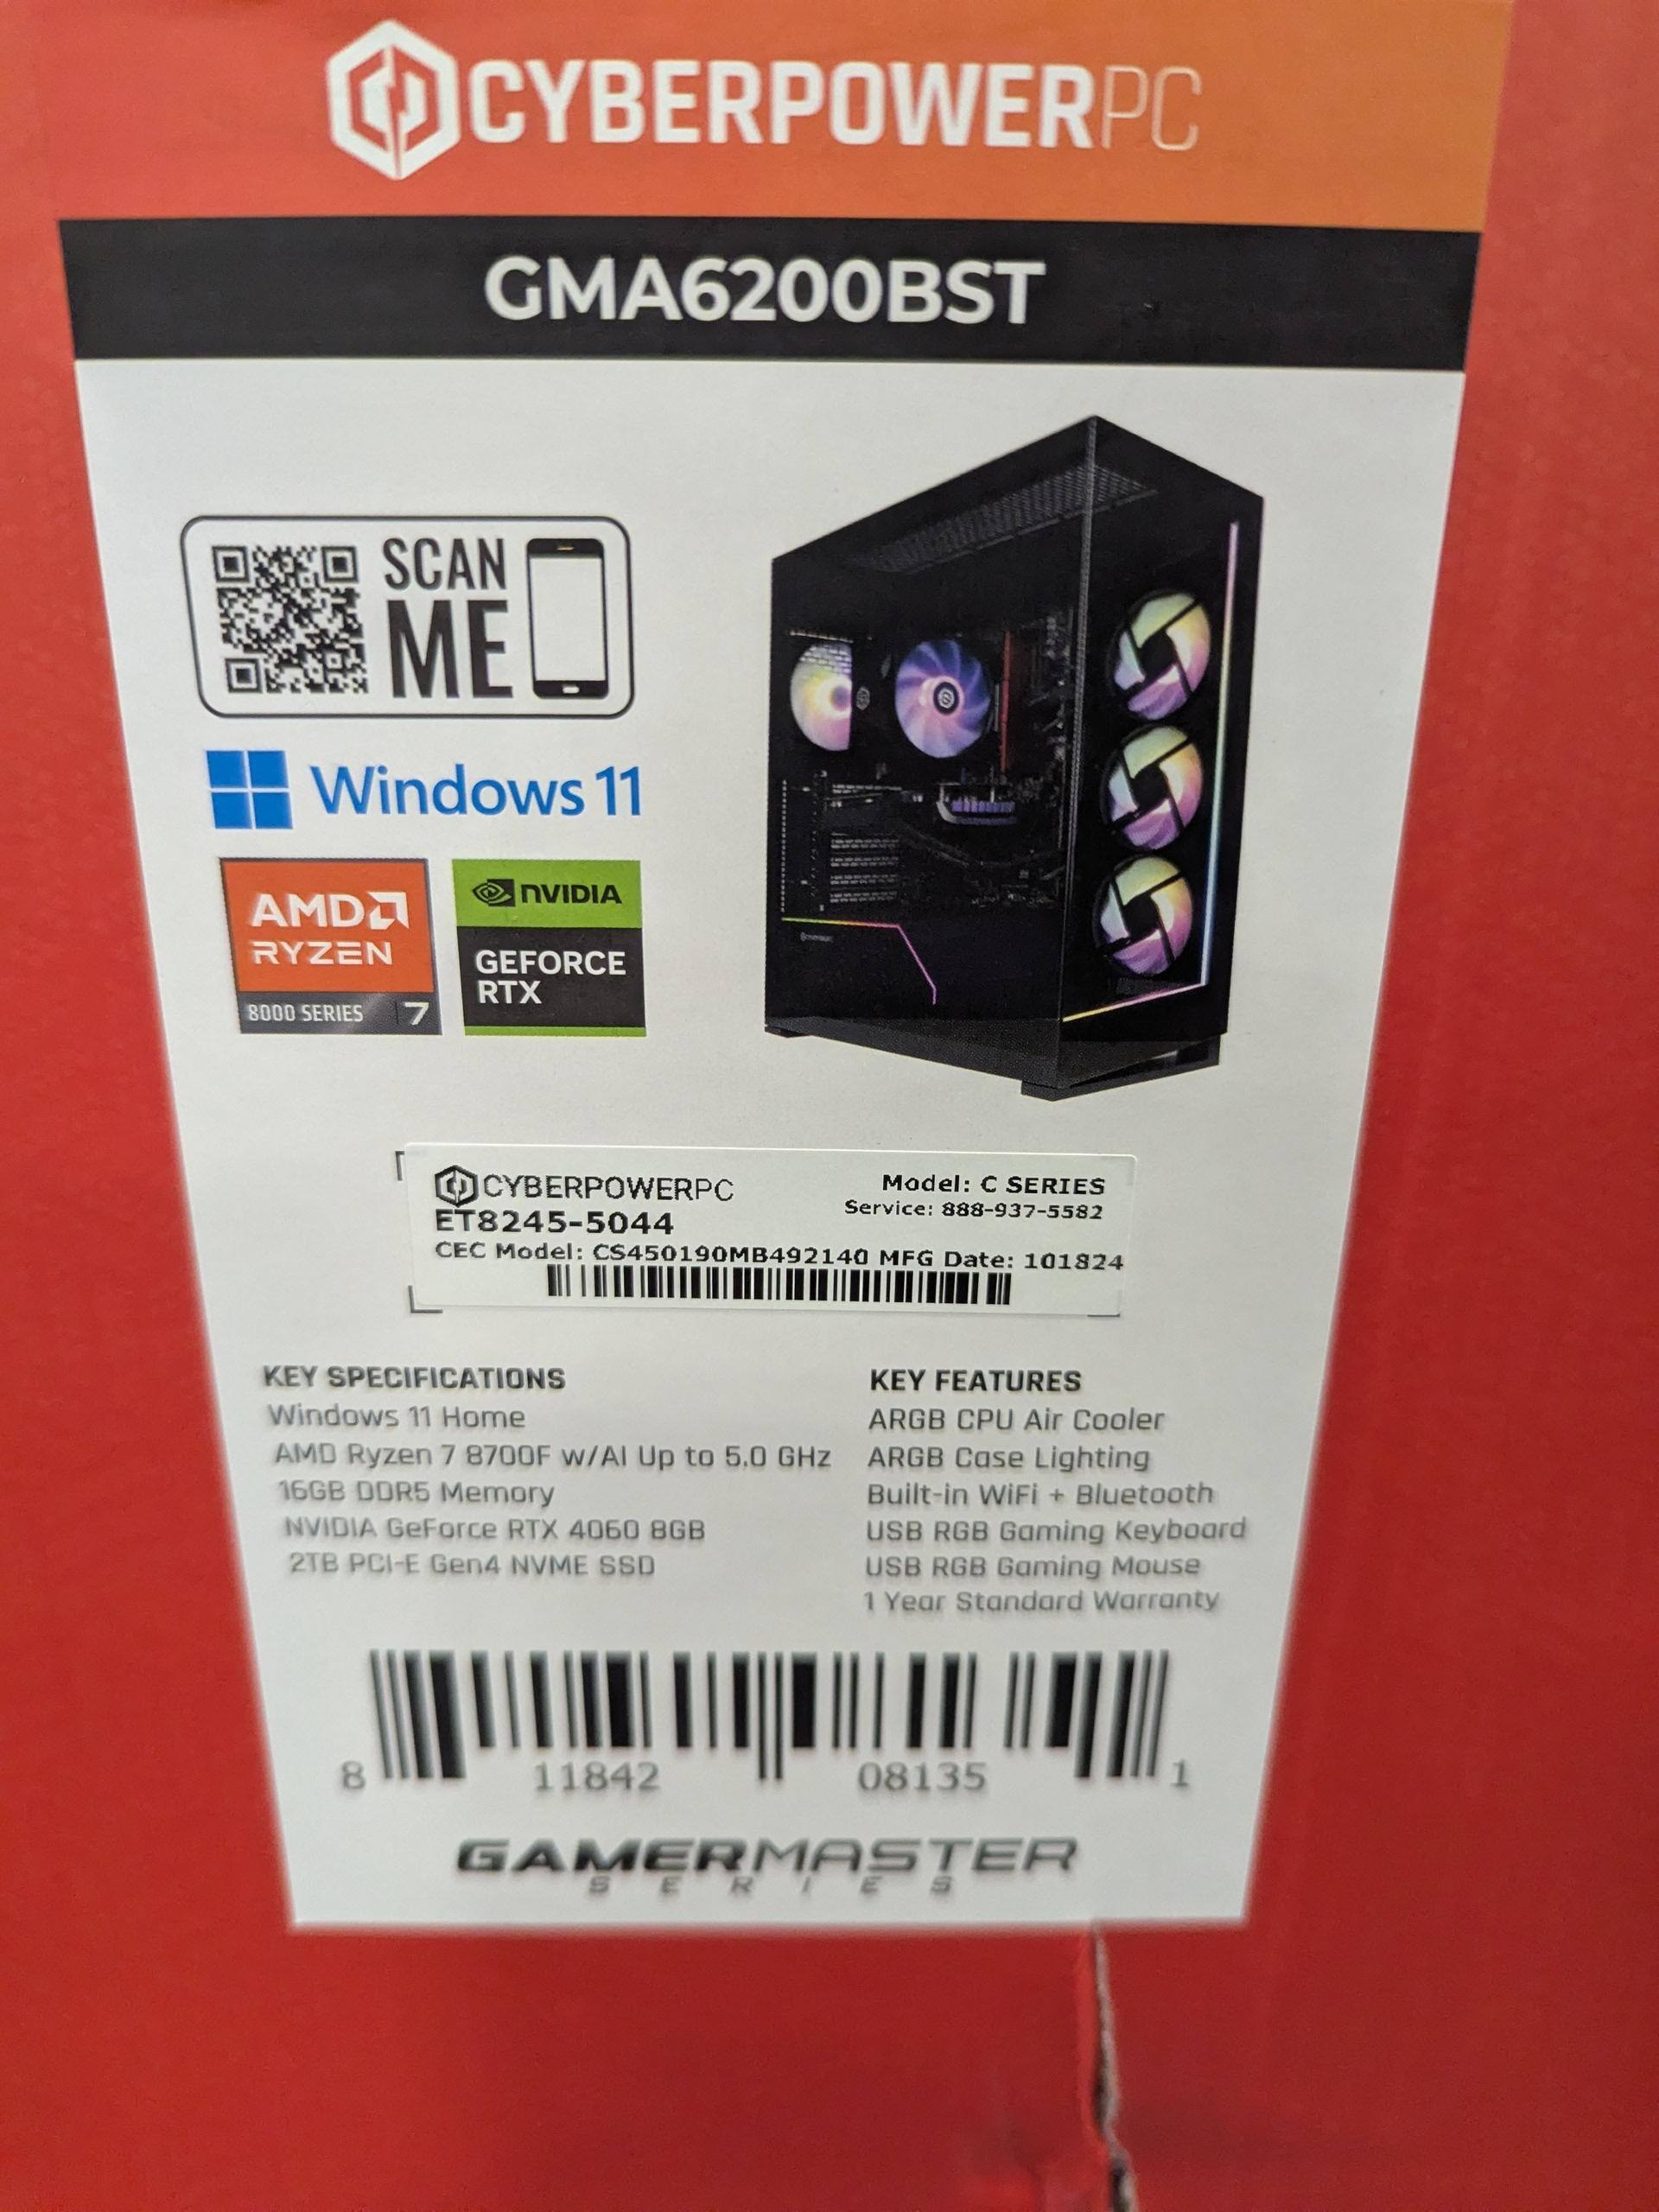 CYBERPOWERPC
GMA6200BST
SCAN
ME
Windows 11
AMD
RYZEN
8000 SERIES 7
NVIDIA
GEFORCE
RTX
CYBERPOWERPC
Model: C SERIES
ET8245-5044
Service: 888-937-5582
CEC Model: CS450190MB492140 MFG Date: 101824
KEY SPECIFICATIONS
Windows 11 Home
AMD Ryzen 7 8700F w/AI Up to 5.0 GHz
16GB DDR5 Memory
NVIDIA GeForce RTX 4060 8GB
2TB PCI-E Gen4 NVME SSD
KEY FEATURES
ARGB CPU Air Cooler
ARGB Case Lighting
Built-in WiFi + Bluetooth
USB RGB Gaming Keyboard
USB RGB Gaming Mouse
1 Year Standard Warranty
8 11842 08135 1
GAMERMASTER
SERIES